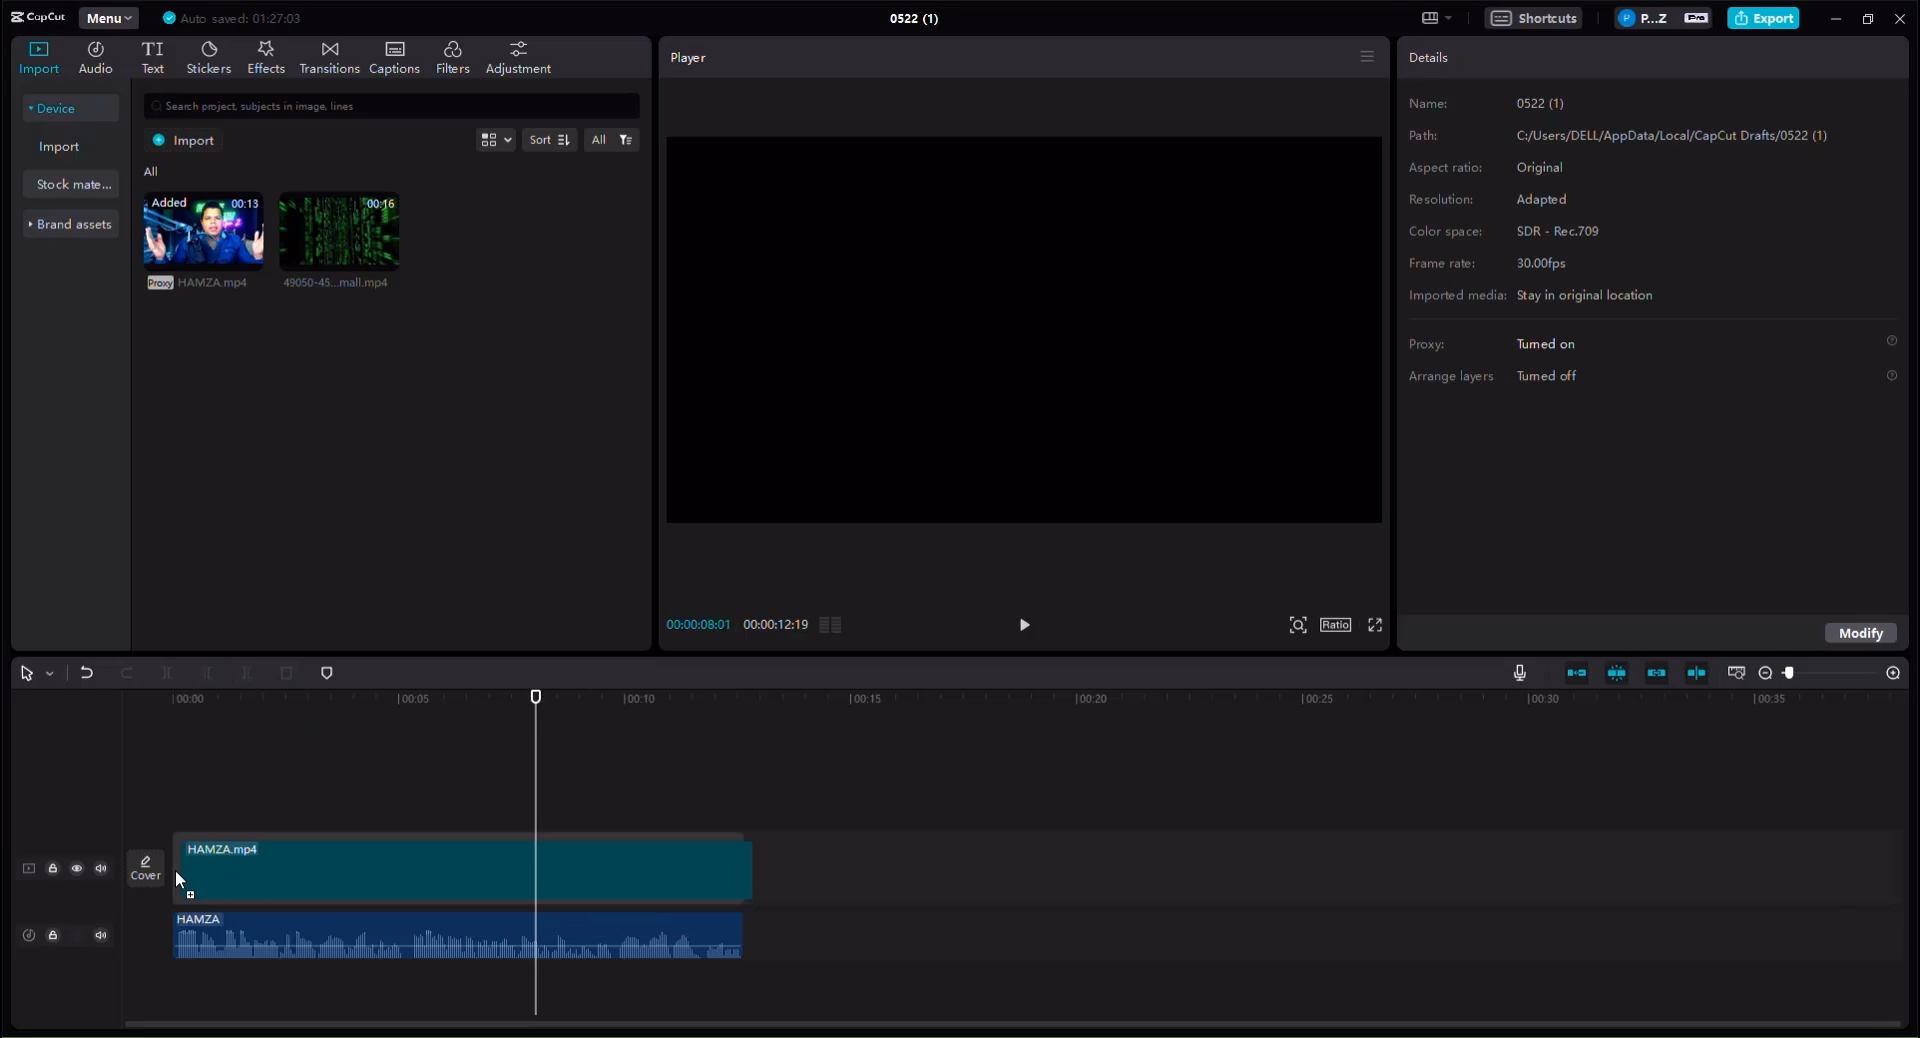 CapCut Menu Auto saved: 01:27:03 0522 (1) Shortcuts P P...Z Pro Export
Import Audio Text Stickers Effects Transitions Captions Filters Adjustment
Device
Import
Stock mate...
Brand assets
Search project, subjects in image, lines
Import Sort All
All
Added 00:13 00:16
Proxy HAMZA.mp4 49050-45...mall.mp4
Player
00:00:08:01 00:00:12:19 Ratio
Details
Name: 0522 (1)
Path: C:/Users/DELL/AppData/Local/CapCut Drafts/0522 (1)
Aspect ratio: Original
Resolution: Adapted
Color space: SDR - Rec.709
Frame rate: 30.00fps
Imported media: Stay in original location
Proxy: Turned on
Arrange layers Turned off
Modify
00:00 00:05 00:10 00:15 00:20 00:25 00:30 00:35
HAMZA.mp4
Cover
HAMZA